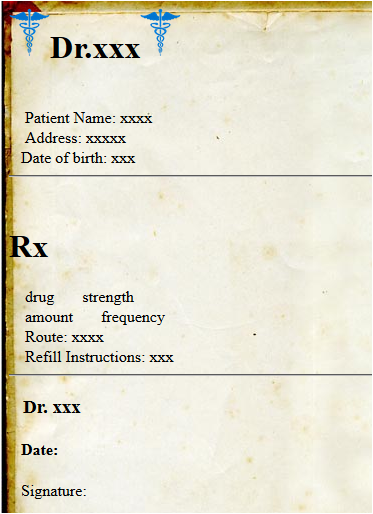 Dr.xxx
Patient Name: xxxx
Address: xxxxx
Date of birth: xxx
Rx
drug strength
amount frequency
Route: xxxx
Refill Instructions: xxx
Dr. xxx
Date:
Signature: